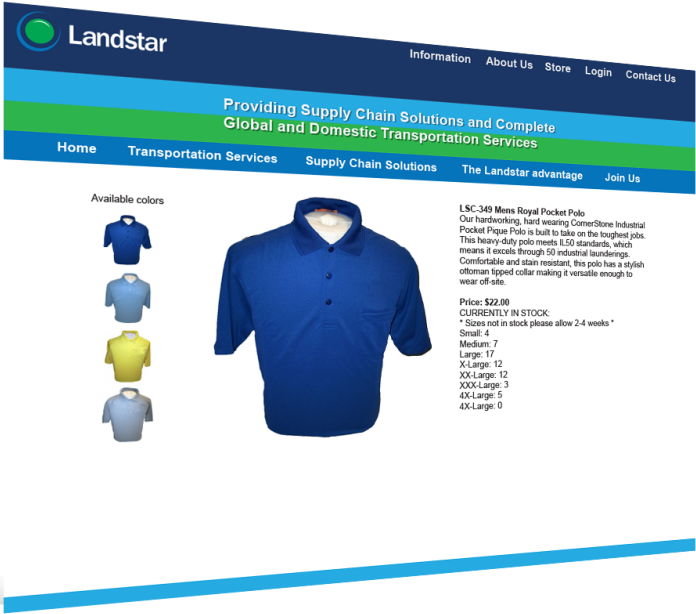 Landstar
Information About Us Store Login Contact Us
Providing Supply Chain Solutions and Complete
Global and Domestic Transportation Services
Home Transportation Services Supply Chain Solutions The Landstar advantage Join Us
Available colors
LSC-349 Mens Royal Pocket Polo
Our hardworking, hard wearing CornerStone Industrial
Pocket Pique Polo is built to take on the toughest jobs.
This heavy-duty polo meets IL50 standards, which
means it excels through 50 industrial launderings.
Comfortable and stain resistant, this polo has a stylish
ottoman tipped collar making it versatile enough to
wear off-site.
Price: $22.00
CURRENTLY IN STOCK:
* Sizes not in stock please allow 2-4 weeks *
Small: 4
Medium: 7
Large: 17
X-Large: 12
XX-Large: 12
XXX-Large: 3
4X-Large: 5
4X-Large: 0